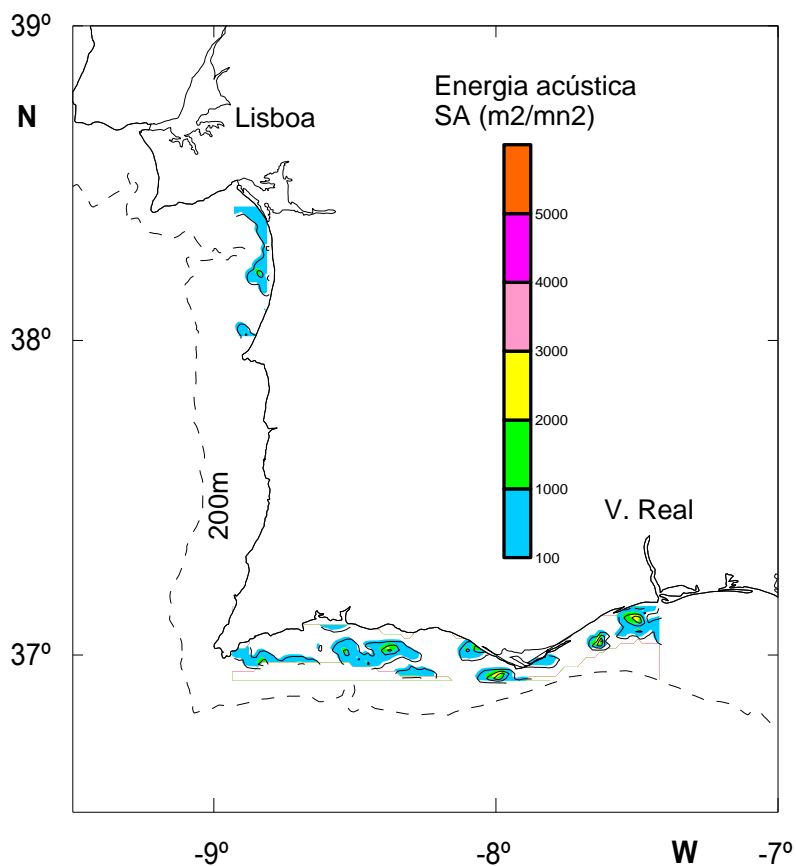 39º
Energia acústica
SA (m2/mn2)
N
Lisboa
5000
4000
38º
3000
2000
200m
1000
V. Real
100
37º
-9º
-8º
W
-7º